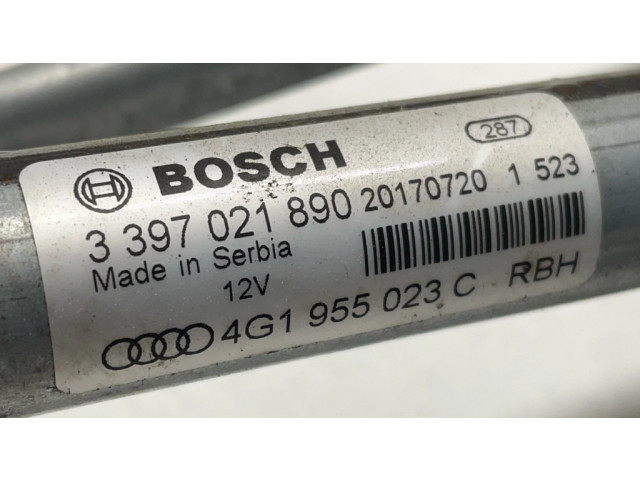 287
BOSCH
3 397 021 890 20170720 1 523
Made in Serbia
12V
4G1 955 023 C RBH